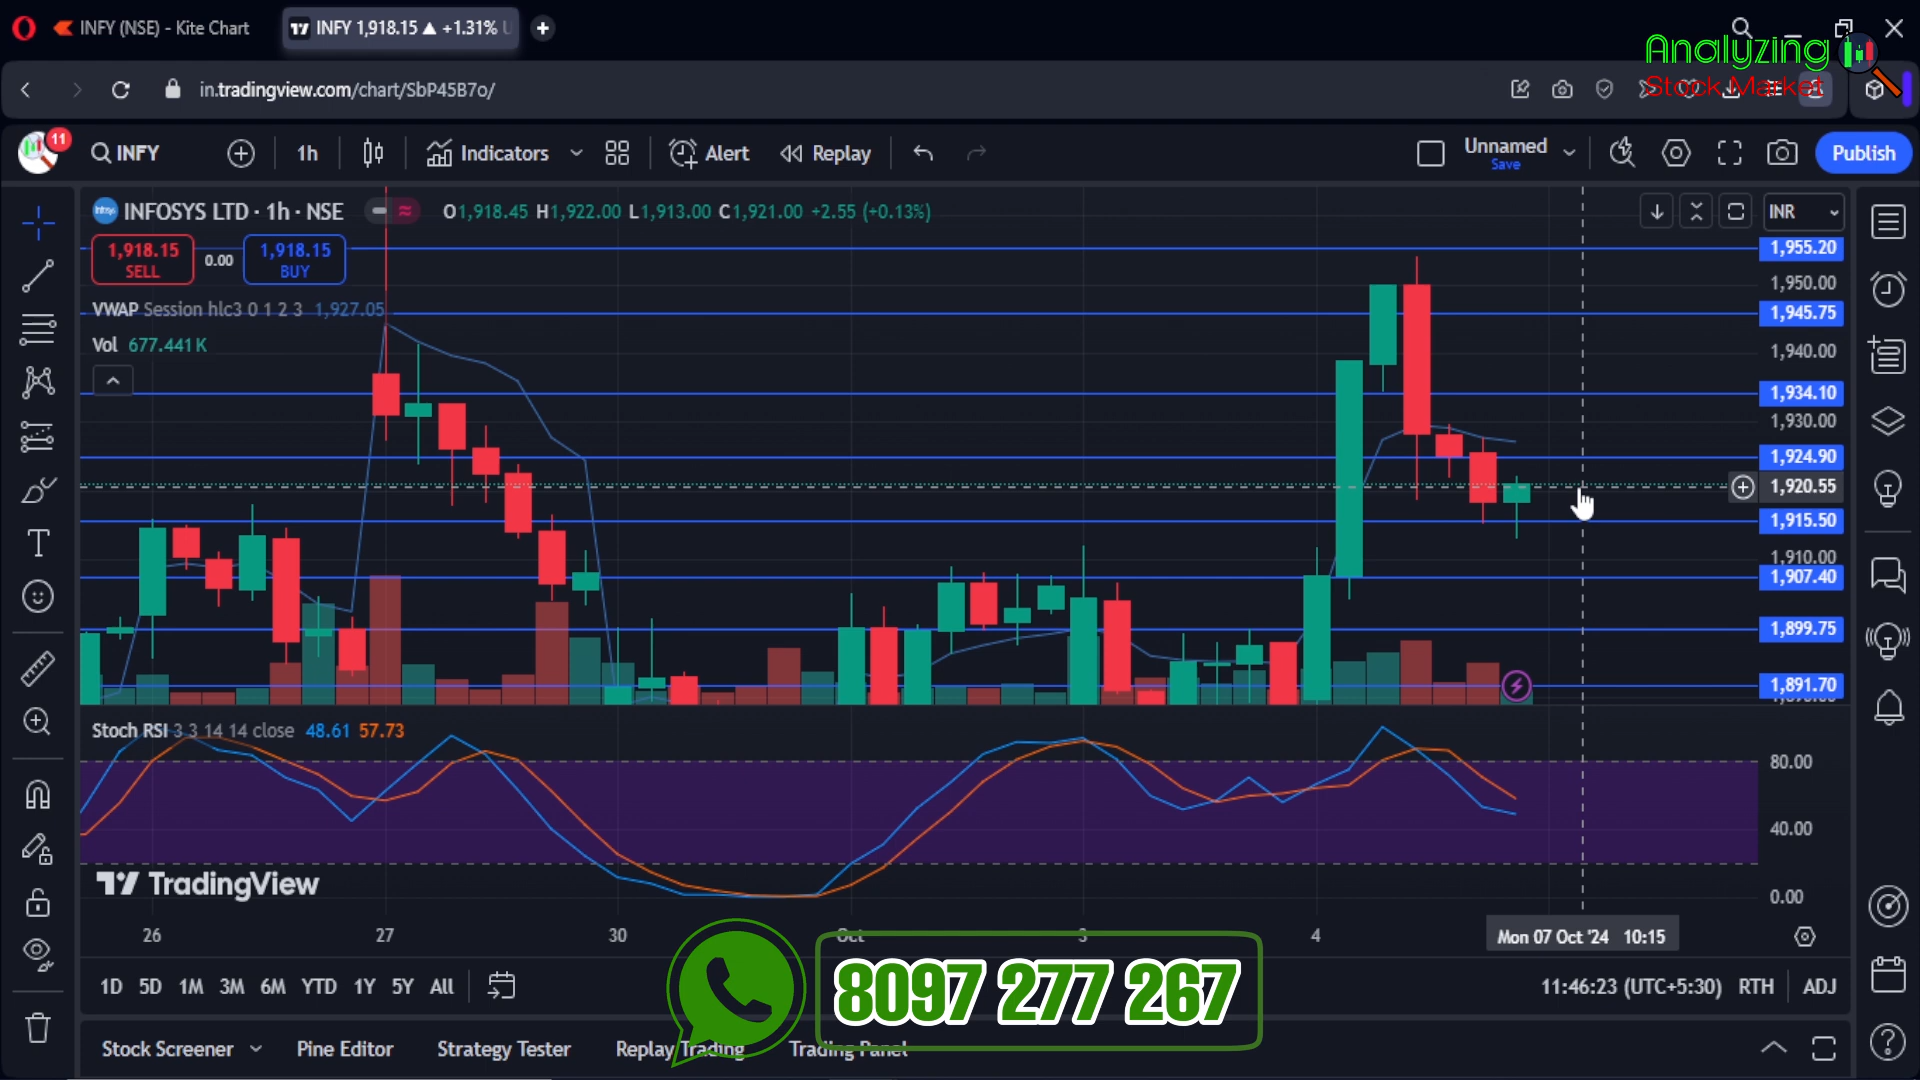 INFY (NSE) - Kite Chart
INFY 1,918.15 ▲ +1.31% U
Analyzing
Stock Market
in.tradingview.com/chart/SbP45B7o/
11
INFY
1h
Indicators
Alert
Replay
Unnamed
Save
Publish
INFOSYS LTD · 1h · NSE
O1,918.45 H1,922.00 L1,913.00 C1,921.00 +2.55 (+0.13%)
INR
1,918.15
SELL
0.00
1,918.15
BUY
VWAP Session hlc3 0 1 2 3 1,927.05
Vol 677.441K
1,955.20
1,950.00
1,945.75
1,940.00
1,934.10
1,930.00
1,924.90
1,920.55
1,915.50
1,910.00
1,907.40
1,899.75
1,891.70
Stoch RSI 3 3 14 14 close 48.61 57.73
80.00
40.00
0.00
TradingView
26
27
30
Oct
3
4
Mon 07 Oct '24 10:15
1D 5D 1M 3M 6M YTD 1Y 5Y All
8097 277 267
11:46:23 (UTC+5:30) RTH ADJ
Stock Screener
Pine Editor
Strategy Tester
Replay Trading
Trading Panel